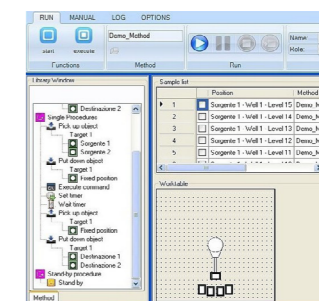 RUN MANUAL LOG OPTIONS
start execute
Demo_Method
Name:
Hole:
Functions Method Run
Library Window
Destinazione 2
Single Procedures
Pick up object
Target 1
Sorgente 1
Sorgente 2
Put down object
Target 1
Fixed position
Execute command
Set timer
Wait timer
Pick up object
Target 1
Fixed position
Put down object
Target 1
Destinazione 1
Destinazione 2
Stand-by procedure
Stand by
Method
Sample list
Position Method
1 Sorgente 1 - Well 1 - Level 15 Demo_M
2 Sorgente 1 - Well 1 - Level 14 Demo_M
3 Sorgente 1 - Well 1 - Level 13 Demo_M
4 Sorgente 1 - Well 1 - Level 12 Demo_M
5 Sorgente 1 - Well 1 - Level 11 Demo_M
Worktable